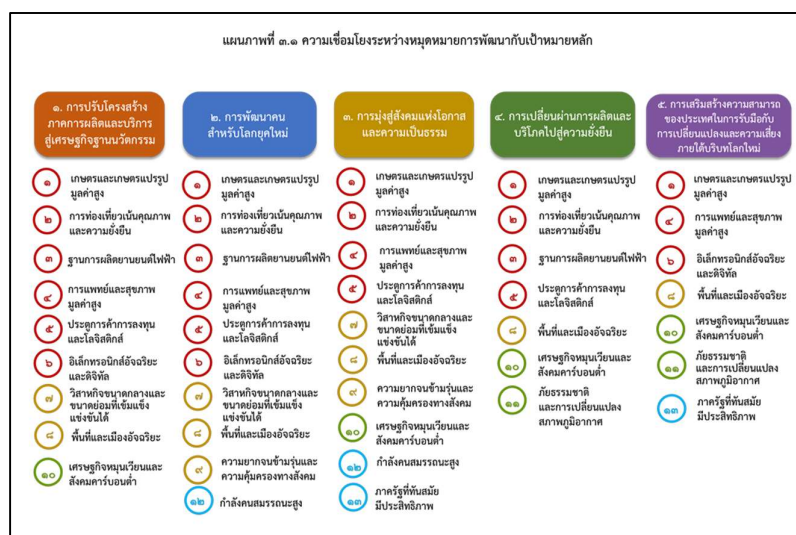 แผนภาพที่ ๓.๑ ความเชื่อมโยงระหว่างหมุดหมายการพัฒนากับเป้าหมายหลัก
๑. การปรับโครงสร้าง
ภาคการผลิตและบริการ
สู่เศรษฐกิจฐานนวัตกรรม
๑ เกษตรและเกษตรแปรรูป
มูลค่าสูง
๒ การท่องเที่ยวเน้นคุณภาพ
และความยั่งยืน
๓ ฐานการผลิตยานยนต์ไฟฟ้า
๔ การแพทย์และสุขภาพ
มูลค่าสูง
๕ ประตูการค้าการลงทุน
และโลจิสติกส์
๖ อิเล็กทรอนิกส์อัจฉริยะ
และดิจิทัล
๗ วิสาหกิจขนาดกลางและ
ขนาดย่อมที่เข้มแข็ง
แข่งขันได้
๘ พื้นที่และเมืองอัจฉริยะ
๑๐ เศรษฐกิจหมุนเวียนและ
สังคมคาร์บอนต่ำ
๒. การพัฒนาคน
สำหรับโลกยุคใหม่
๑ เกษตรและเกษตรแปรรูป
มูลค่าสูง
๒ การท่องเที่ยวเน้นคุณภาพ
และความยั่งยืน
๓ ฐานการผลิตยานยนต์ไฟฟ้า
๔ การแพทย์และสุขภาพ
มูลค่าสูง
๕ ประตูการค้าการลงทุน
และโลจิสติกส์
๖ อิเล็กทรอนิกส์อัจฉริยะ
และดิจิทัล
๗ วิสาหกิจขนาดกลางและ
ขนาดย่อมที่เข้มแข็ง
แข่งขันได้
๘ พื้นที่และเมืองอัจฉริยะ
๙ ความยากจนข้ามรุ่นและ
ความคุ้มครองทางสังคม
๑๒ กำลังคนสมรรถนะสูง
๓. การมุ่งสู่สังคมแห่งโอกาส
และความเป็นธรรม
๑ เกษตรและเกษตรแปรรูป
มูลค่าสูง
๒ การท่องเที่ยวเน้นคุณภาพ
และความยั่งยืน
๔ การแพทย์และสุขภาพ
มูลค่าสูง
๕ ประตูการค้าการลงทุน
และโลจิสติกส์
๗ วิสาหกิจขนาดกลางและ
ขนาดย่อมที่เข้มแข็ง
แข่งขันได้
๘ พื้นที่และเมืองอัจฉริยะ
๙ ความยากจนข้ามรุ่นและ
ความคุ้มครองทางสังคม
๑๐ เศรษฐกิจหมุนเวียนและ
สังคมคาร์บอนต่ำ
๑๒ กำลังคนสมรรถนะสูง
๑๓ ภาครัฐที่ทันสมัย
มีประสิทธิภาพ
๔. การเปลี่ยนผ่านการผลิตและ
บริโภคไปสู่ความยั่งยืน
๑ เกษตรและเกษตรแปรรูป
มูลค่าสูง
๒ การท่องเที่ยวเน้นคุณภาพ
และความยั่งยืน
๓ ฐานการผลิตยานยนต์ไฟฟ้า
๕ ประตูการค้าการลงทุน
และโลจิสติกส์
๘ พื้นที่และเมืองอัจฉริยะ
๑๐ เศรษฐกิจหมุนเวียนและ
สังคมคาร์บอนต่ำ
๑๑ ภัยธรรมชาติ
และการเปลี่ยนแปลง
สภาพภูมิอากาศ
๕. การเสริมสร้างความสามารถ
ของประเทศในการรับมือกับ
การเปลี่ยนแปลงและความเสี่ยง
ภายใต้บริบทโลกใหม่
๑ เกษตรและเกษตรแปรรูป
มูลค่าสูง
๔ การแพทย์และสุขภาพ
มูลค่าสูง
๖ อิเล็กทรอนิกส์อัจฉริยะ
และดิจิทัล
๘ พื้นที่และเมืองอัจฉริยะ
๑๐ เศรษฐกิจหมุนเวียนและ
สังคมคาร์บอนต่ำ
๑๑ ภัยธรรมชาติ
และการเปลี่ยนแปลง
สภาพภูมิอากาศ
๑๓ ภาครัฐที่ทันสมัย
มีประสิทธิภาพ